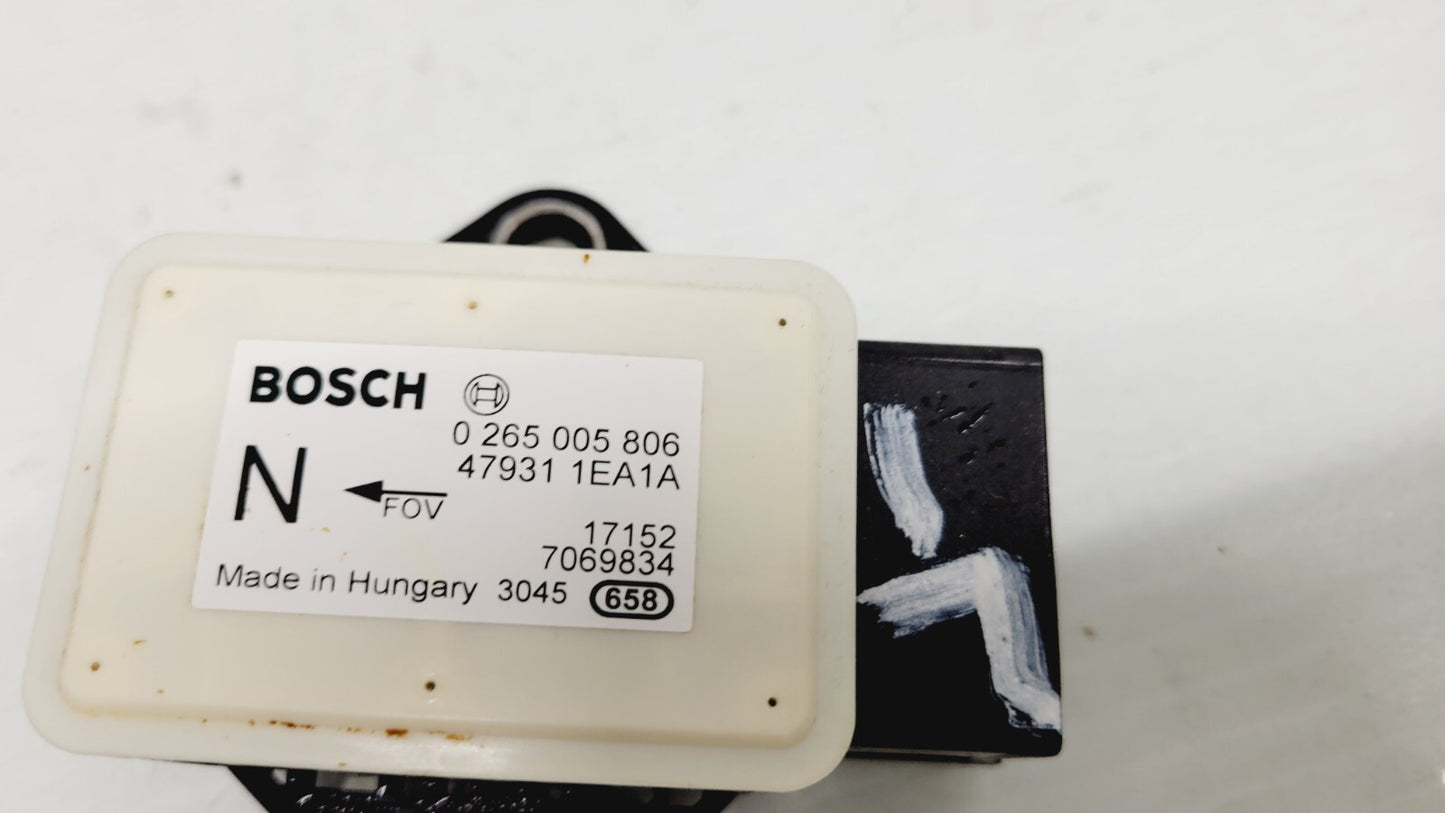 BOSCH
0 265 005 806
47931 1EA1A
N
FOV
17152
7069834
Made in Hungary 3045 658